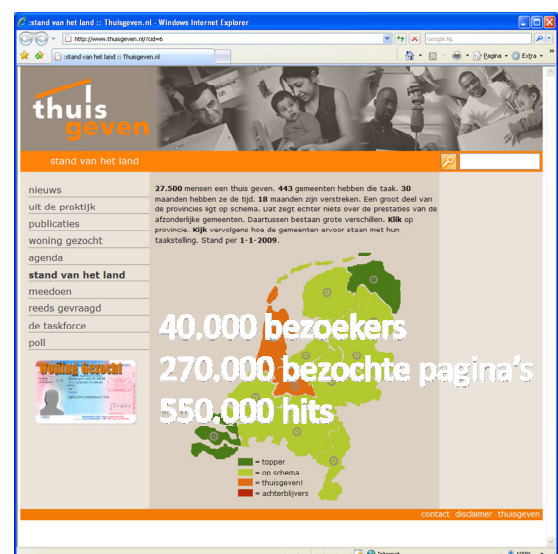 :stand van het land :: Thuisgeven.nl - Windows Internet Explorer
http://www.thuisgeven.nl/?cid=6
Google NL
:stand van het land :: Thuisgeven.nl
Pagina
Extra
thuis
geven
stand van het land
nieuws
uit de praktijk
publicaties
woning gezocht
agenda
stand van het land
meedoen
reeds gevraagd
de taskforce
poll
Woning Gezocht
27.500 mensen een thuis geven. 443 gemeenten hebben die taak. 30
maanden hebben ze de tijd. 18 maanden zijn verstreken. Een groot deel van
de provincies ligt op schema. Dat zegt echter niets over de prestaties van de
afzonderlijke gemeenten. Daartussen bestaan grote verschillen. Klik op
provincie. Kijk vervolgens hoe de gemeenten ervoor staan met hun
taakstelling. Stand per 1-1-2009.
40.000 bezoekers
270.000 bezochte pagina's
550.000 hits
= topper
= op schema
= thuisgeven!
= achterblijvers
contact disclaimer thuisgeven
Internet
100%